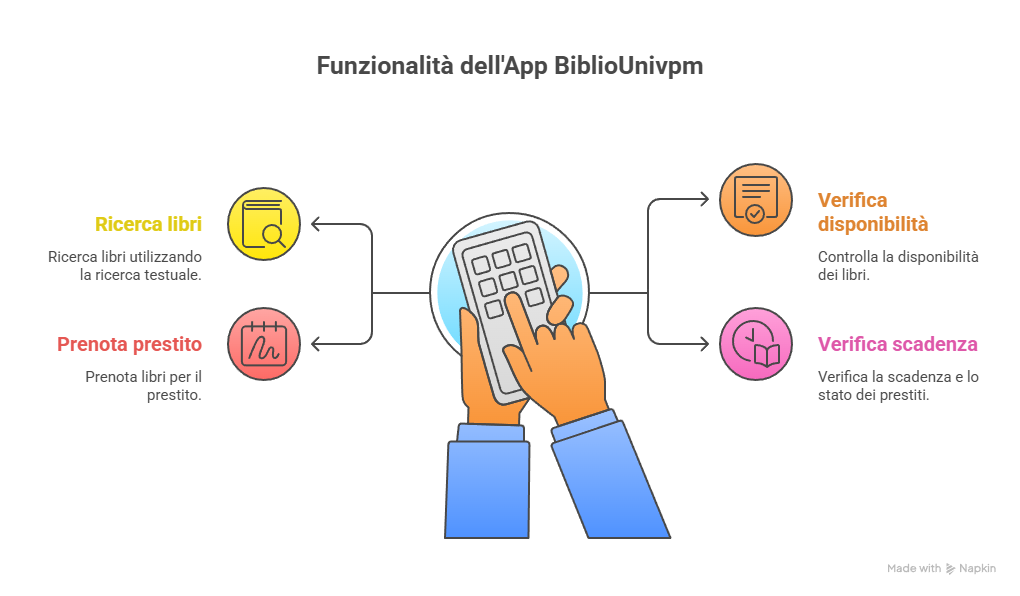 Funzionalità dell'App BiblioUnivpm
Ricerca libri
Ricerca libri utilizzando
la ricerca testuale.
Prenota prestito
Prenota libri per il
prestito.
Verifica
disponibilità
Controlla la disponibilità
dei libri.
Verifica scadenza
Verifica la scadenza e lo
stato dei prestiti.
Made with Napkin